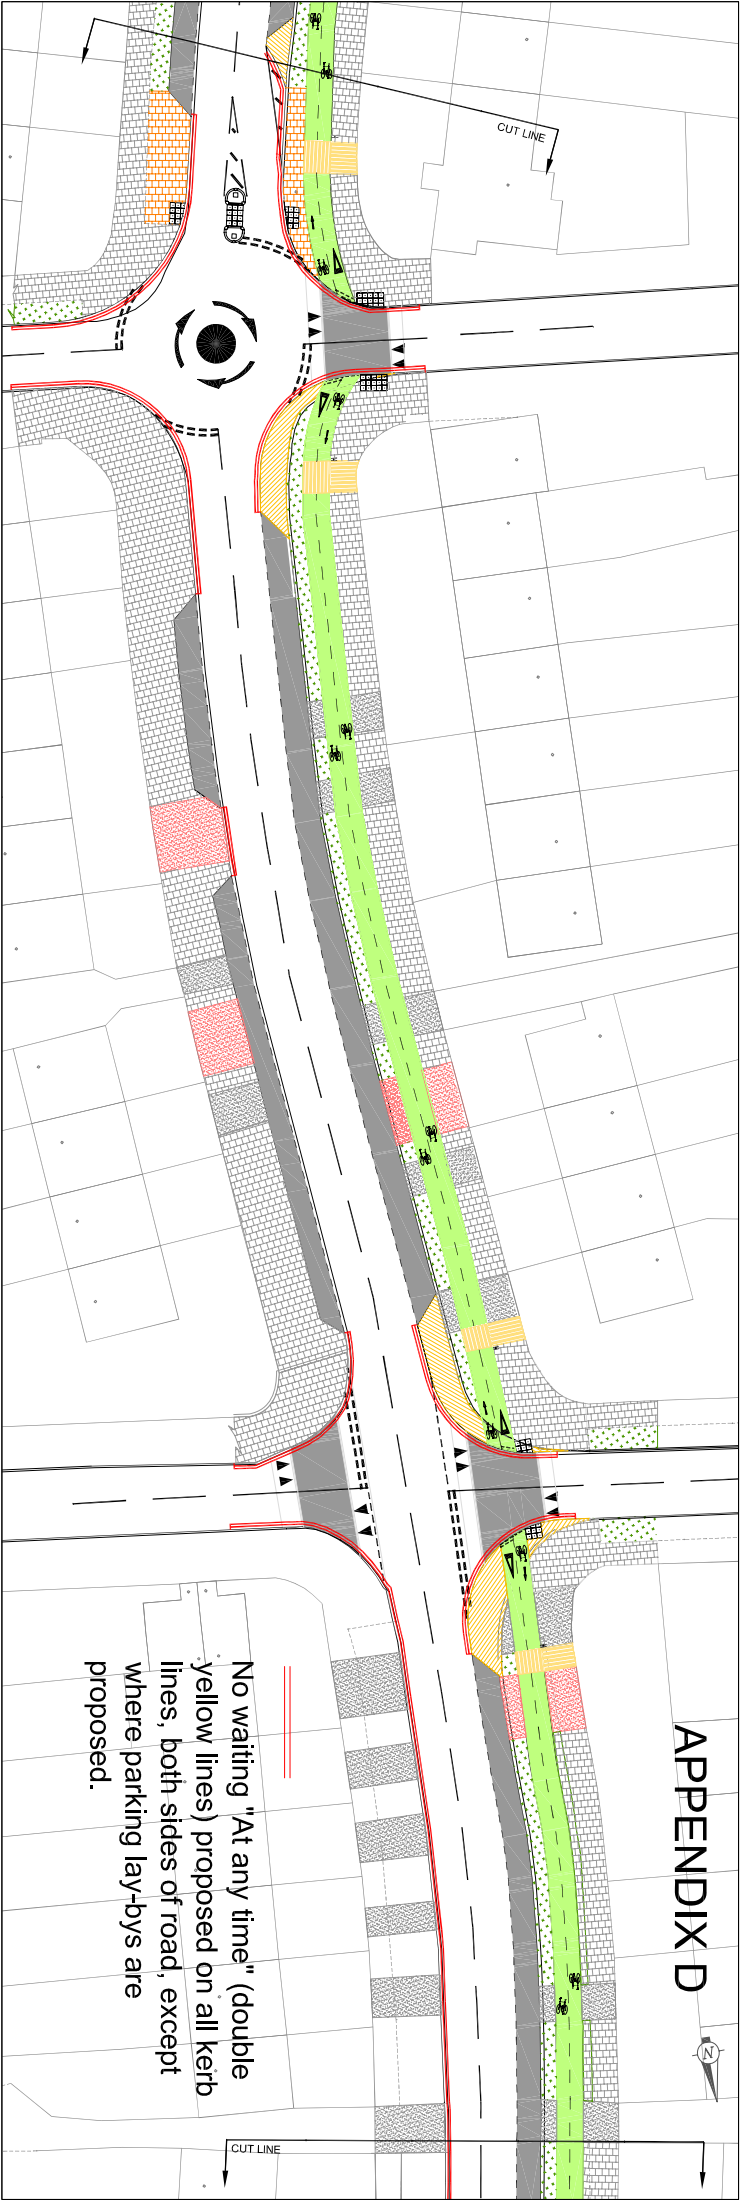 APPENDIX D
N
CUT LINE
No waiting "At any time" (double
yellow lines) proposed on all kerb
lines, both sides of road, except
where parking lay-bys are
proposed.
CUT LINE